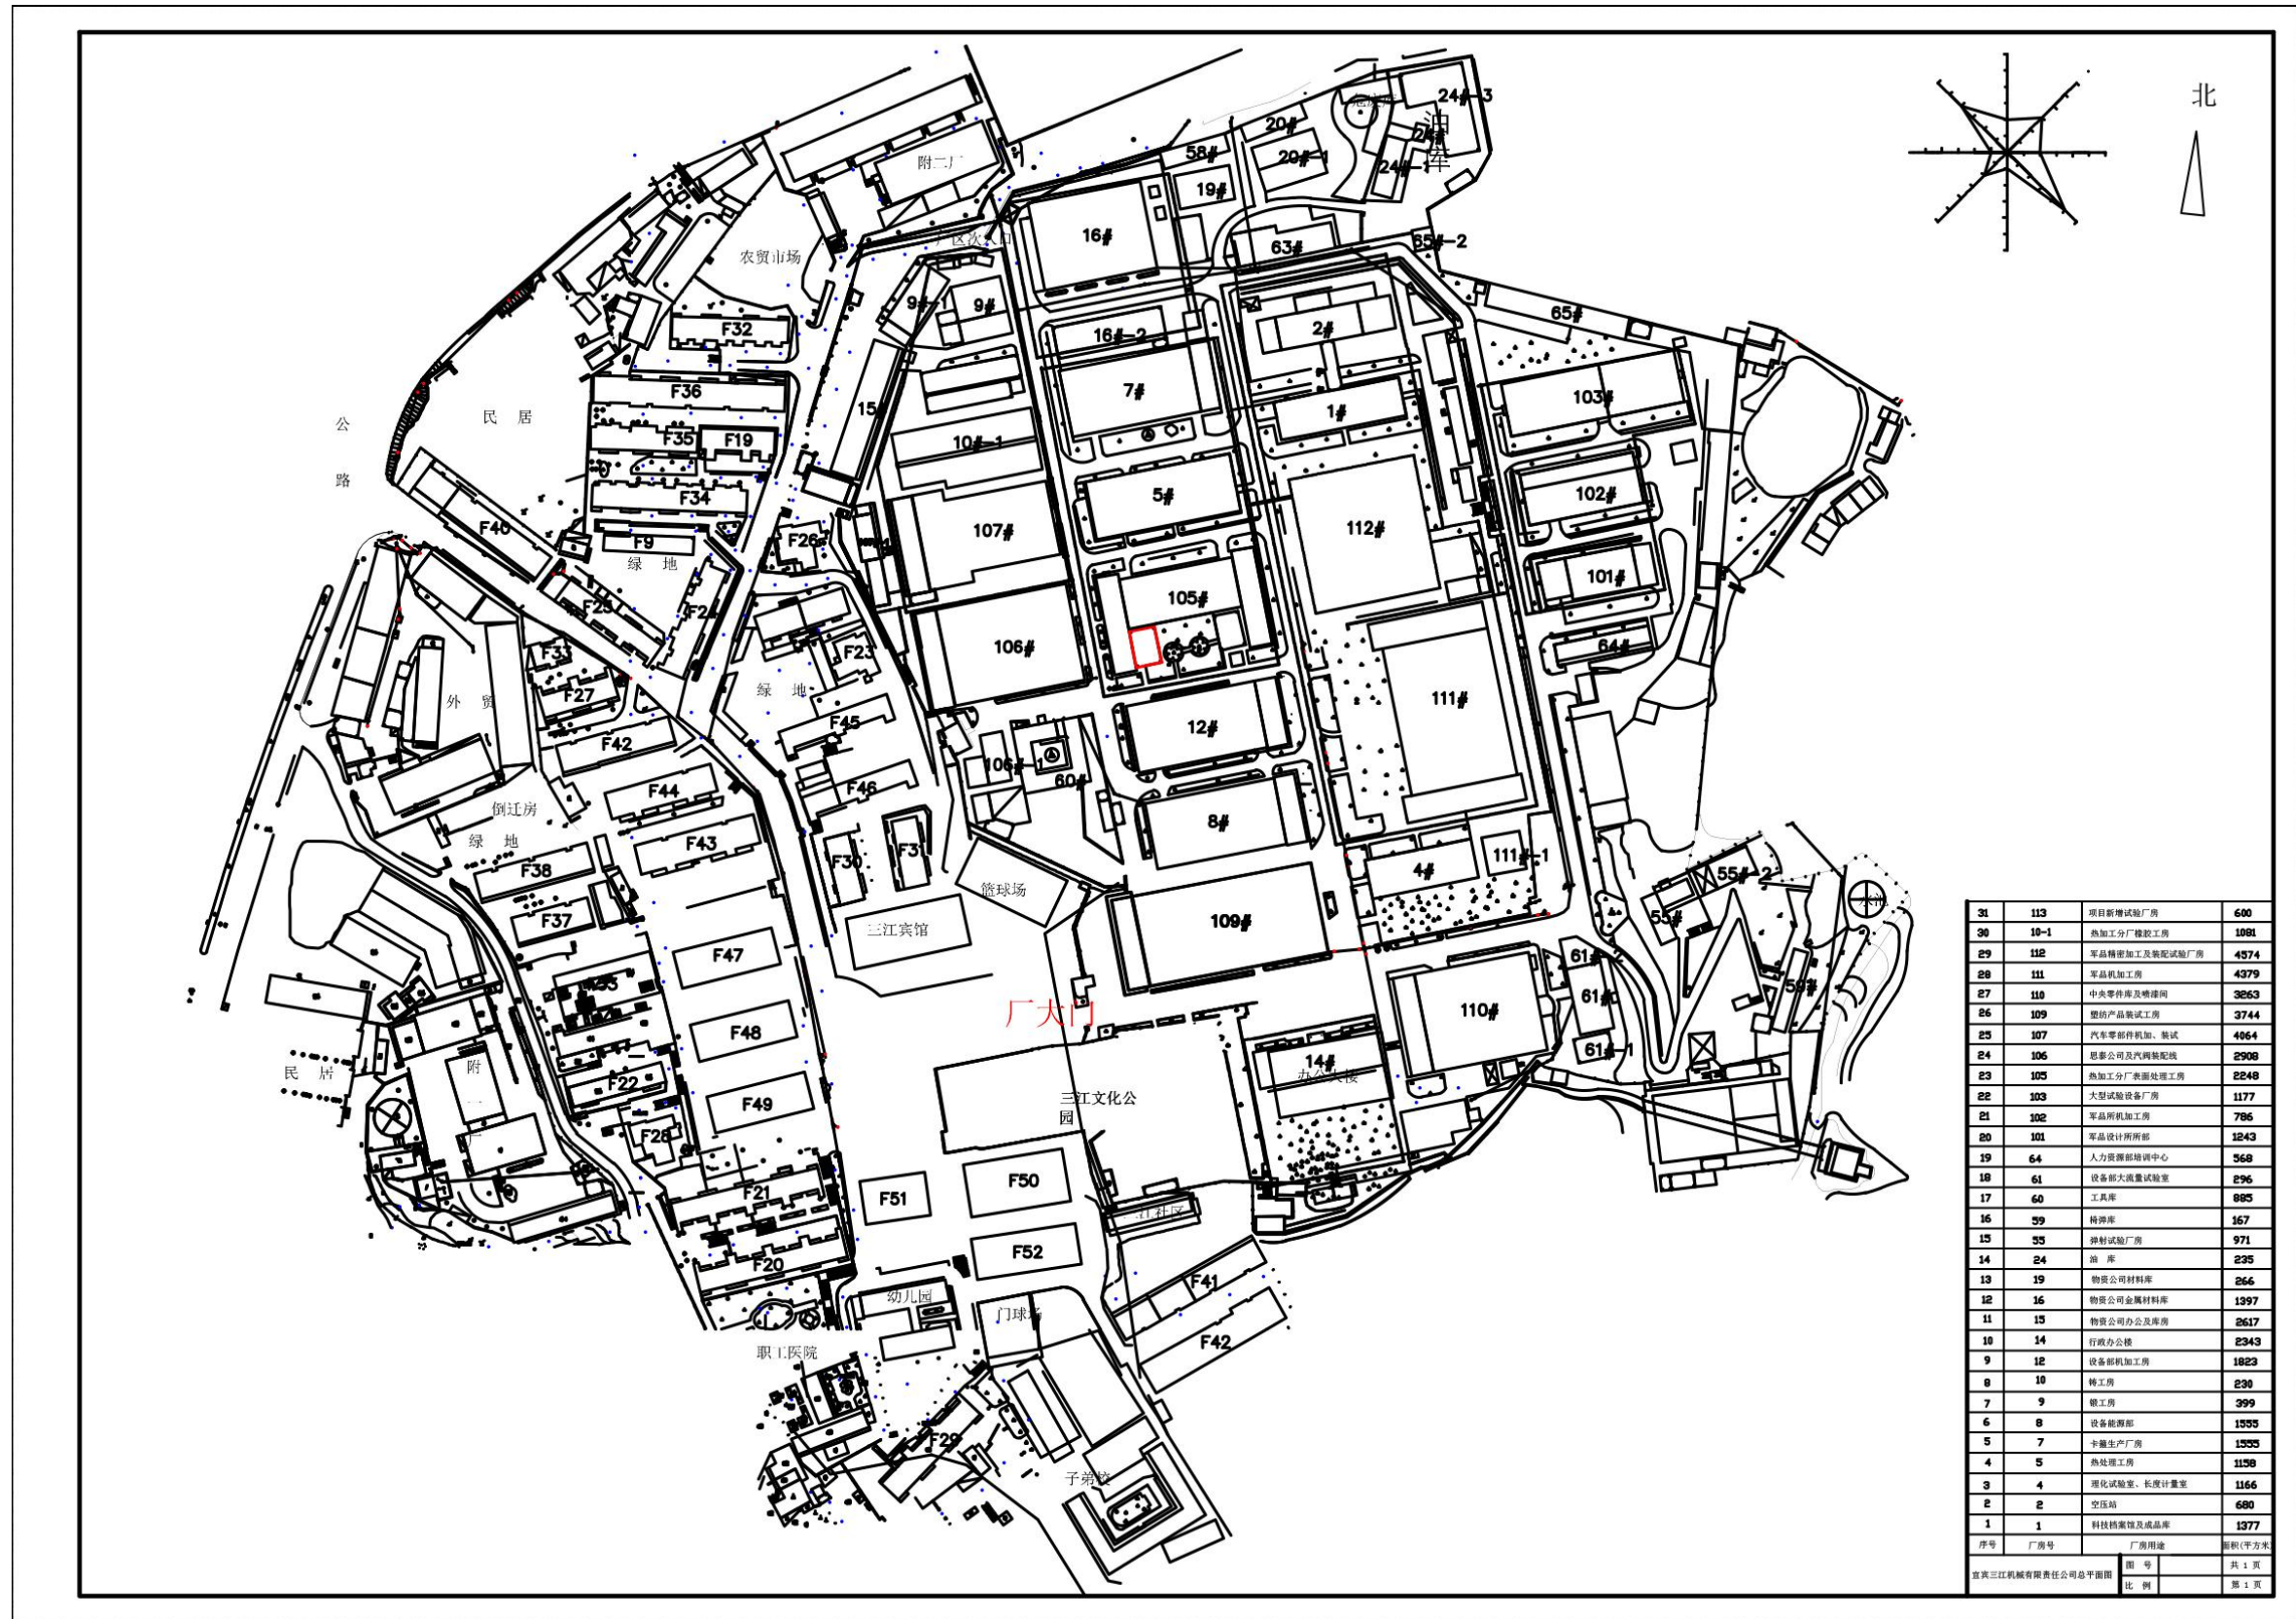 北
24#-3
油
库
24#
24#-1
20#
20#-1
58#
19#
附二厂
16#
厂区次入口
63#
65#-2
农贸市场
9#-1
9#
65#
F32
16#-2
2#
F36
7#
1#
103#
15#
民 居
公
路
F35
F19
10#-1
F34
5#
102#
F40
107#
112#
F26
F9
绿 地
101#
F25
105#
64#
F33
F23
106#
F27
绿 地
外 贸
111#
F45
12#
F42
106#-1
60#
F44
F46
倒迁房
8#
绿 地
F43
F30
F31
4#
111#-1
F38
篮球场
55#-2
55#
水池
F37
三江宾馆
109#
F47
61#
59#
厂大门
110#
F48
61#-1
14#
办公大楼
民 居
附
一
厂
F22
F49
三江文化公
园
F28
F21
F51
F50
三江社区
F52
F20
F41
幼儿园
门球场
F42
职工医院
F29
子弟校
31 113 项目新增试验厂房 600
30 10-1 热加工分厂橡胶工房 1081
29 112 军品精密加工及装配试验厂房 4574
28 111 军品机加工房 4379
27 110 中央零件库及喷漆间 3263
26 109 塑纺产品装试工房 3744
25 107 汽车零部件机加、装试 4064
24 106 思泰公司及汽阀装配线 2908
23 105 热加工分厂表面处理工房 2248
22 103 大型试验设备厂房 1177
21 102 军品所机加工房 786
20 101 军品设计所所部 1243
19 64 人力资源部培训中心 568
18 61 设备部大流量试验室 296
17 60 工具库 885
16 59 椅弹库 167
15 55 弹射试验厂房 971
14 24 油 库 235
13 19 物资公司材料库 266
12 16 物资公司金属材料库 1397
11 15 物资公司办公及库房 2617
10 14 行政办公楼 2343
9 12 设备部机加工房 1823
8 10 铸工房 230
7 9 锻工房 399
6 8 设备能源部 1555
5 7 卡箍生产厂房 1555
4 5 热处理工房 1158
3 4 理化试验室、长度计量室 1166
2 2 空压站 680
1 1 科技档案馆及成品库 1377
序号 厂房号 厂房用途 面积(平方米
宜宾三江机械有限责任公司总平面图 图 号 共 1 页
比 例 第 1 页